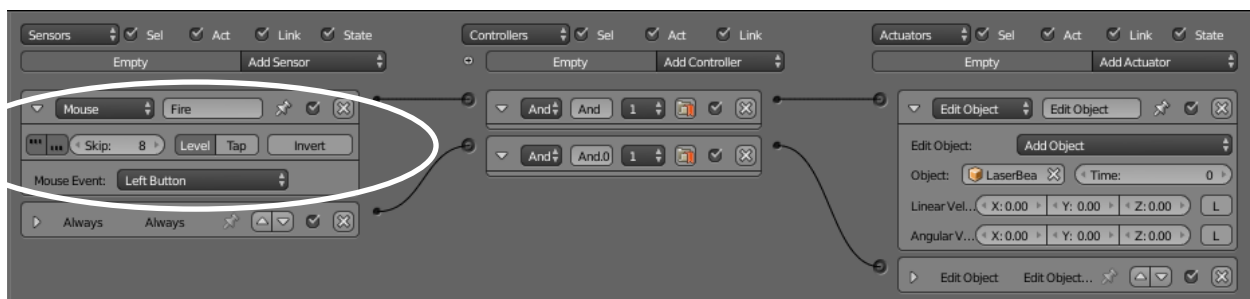 Sensors Sel Act Link State
Empty Add Sensor
Mouse Fire
Skip: 8 Level Tap Invert
Mouse Event: Left Button
Always Always
Controllers Sel Act Link
Empty Add Controller
And And 1
And And.0 1
Actuators Sel Act Link State
Empty Add Actuator
Edit Object Edit Object
Edit Object: Add Object
Object: LaserBea Time: 0
Linear Vel... X: 0.00 Y: 0.00 Z: 0.00 L
Angular V... X: 0.00 Y: 0.00 Z: 0.00 L
Edit Object Edit Object...